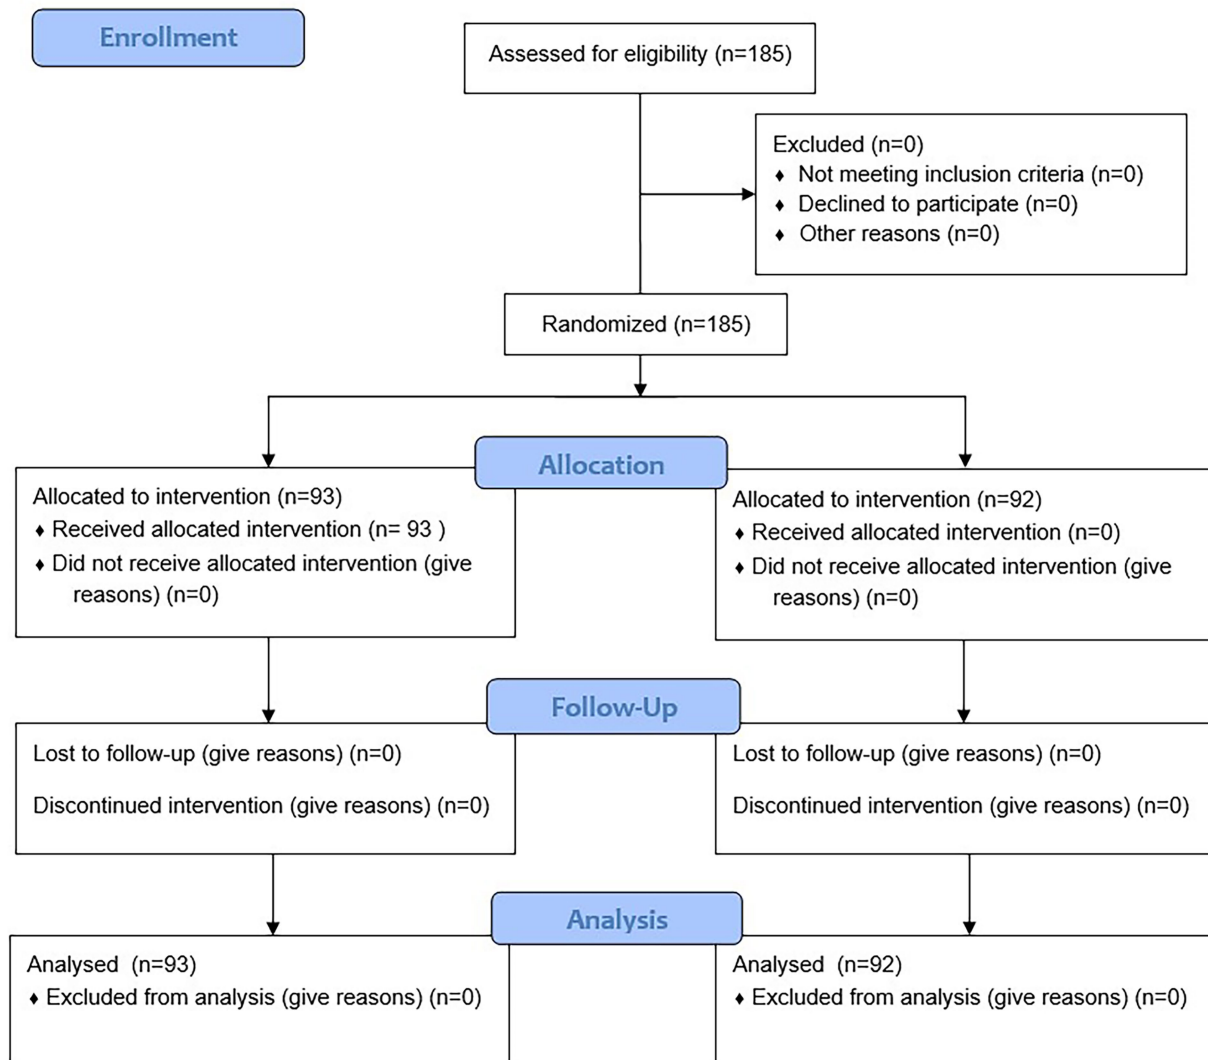 Enrollment
Assessed for eligibility (n=185)
Excluded (n=0)
♦ Not meeting inclusion criteria (n=0)
♦ Declined to participate (n=0)
♦ Other reasons (n=0)
Randomized (n=185)
Allocation
Allocated to intervention (n=93)
♦ Received allocated intervention (n= 93 )
♦ Did not receive allocated intervention (give
reasons) (n=0)
Allocated to intervention (n=92)
♦ Received allocated intervention (n=0)
♦ Did not receive allocated intervention (give
reasons) (n=0)
Follow-Up
Lost to follow-up (give reasons) (n=0)
Discontinued intervention (give reasons) (n=0)
Lost to follow-up (give reasons) (n=0)
Discontinued intervention (give reasons) (n=0)
Analysis
Analysed (n=93)
♦ Excluded from analysis (give reasons) (n=0)
Analysed (n=92)
♦ Excluded from analysis (give reasons) (n=0)